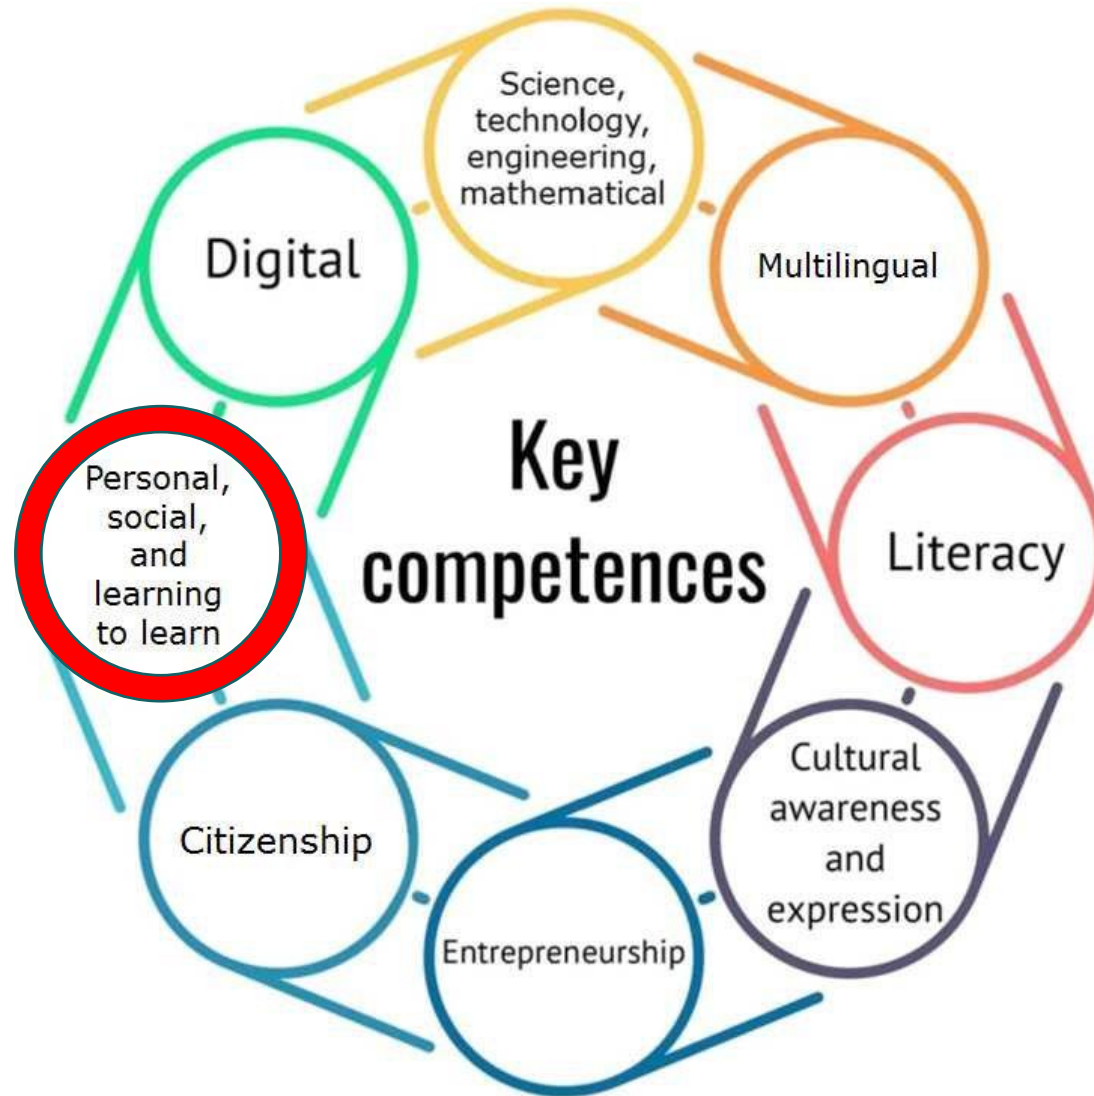 Key
competences
Science,
technology,
engineering,
mathematical
Multilingual
Literacy
Cultural
awareness
and
expression
Entrepreneurship
Citizenship
Personal,
social,
and
learning
to learn
Digital